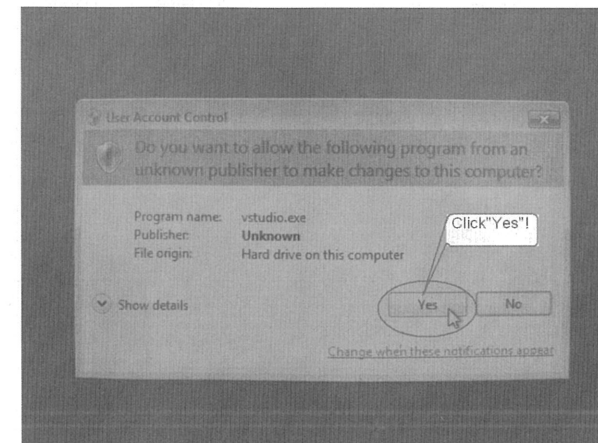 User Account Control
Do you want to allow the following program from an
unknown publisher to make changes to this computer?
Program name: vstudio.exe
Publisher: Unknown
File origin: Hard drive on this computer
Click"Yes"!
Show details
Yes
No
Change when these notifications appear